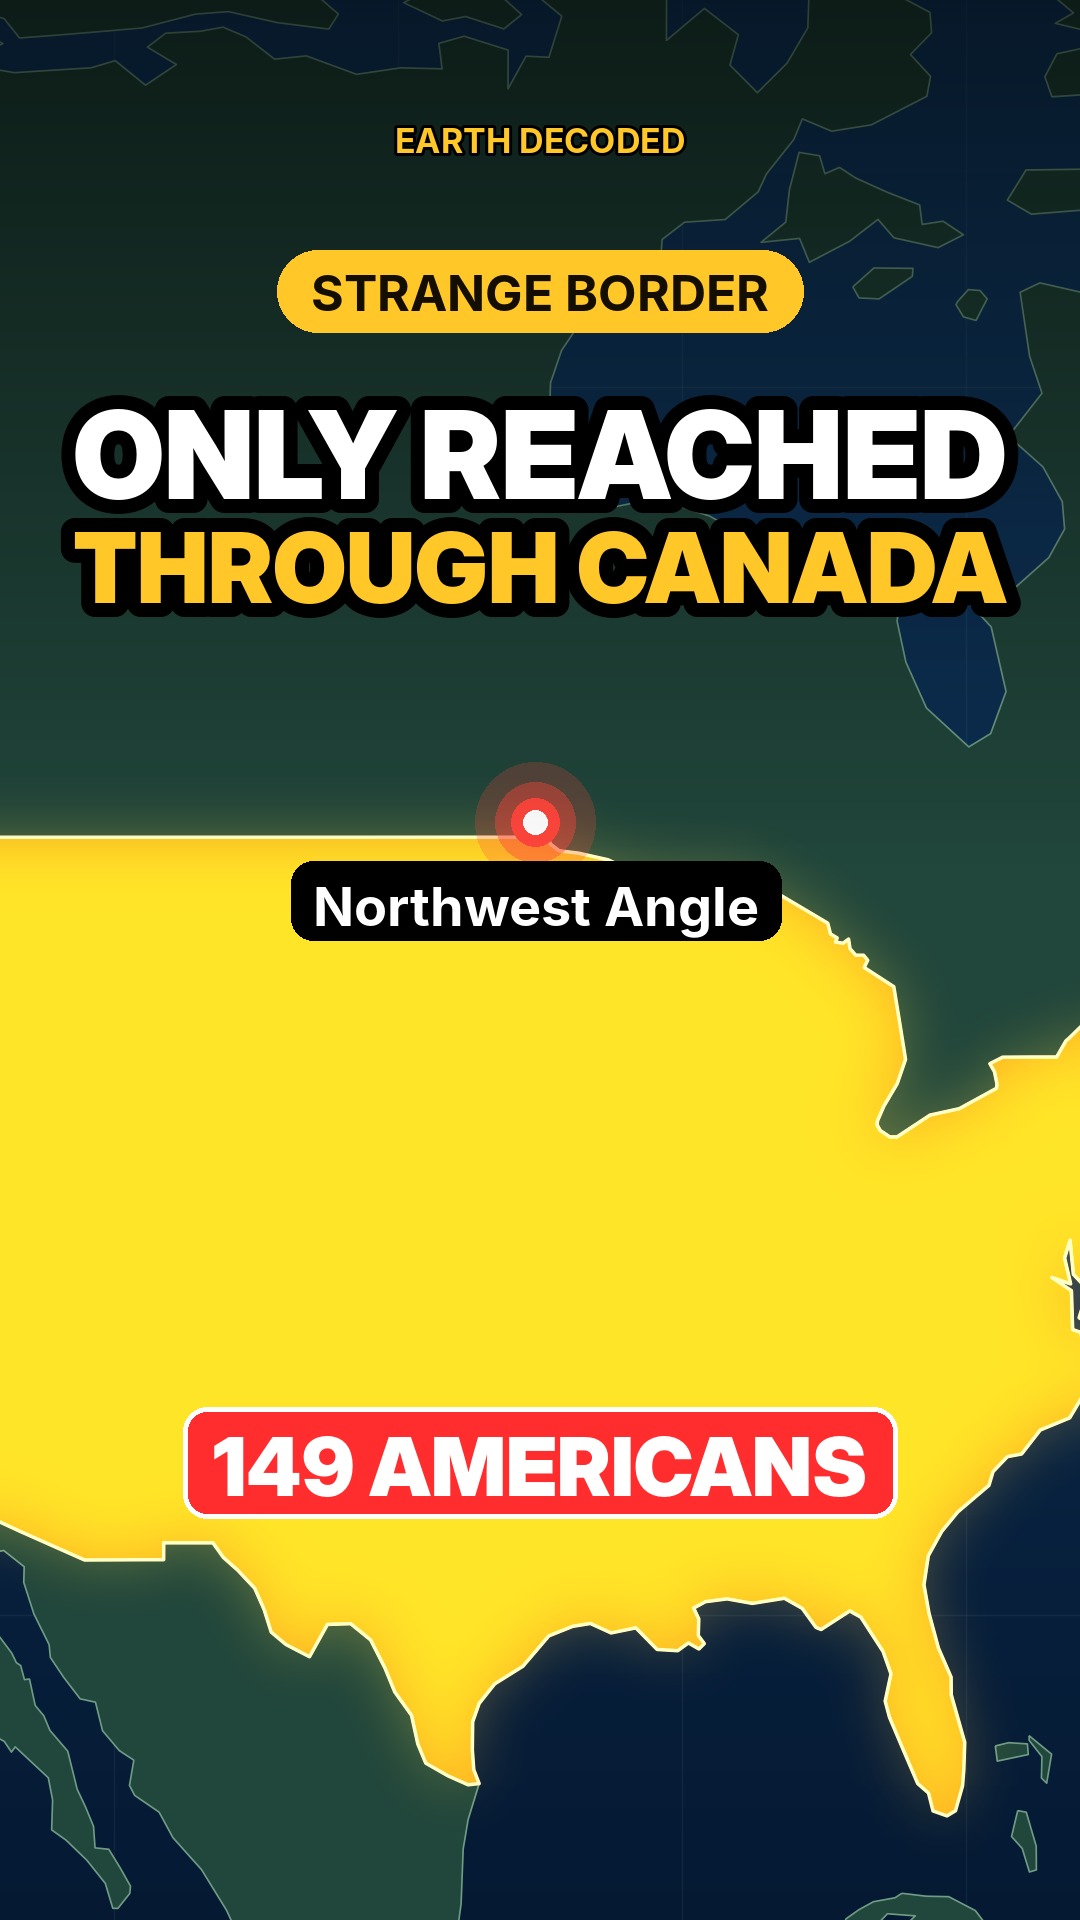 EARTH DECODED
STRANGE BORDER
ONLY REACHED
THROUGH CANADA
Northwest Angle
149 AMERICANS